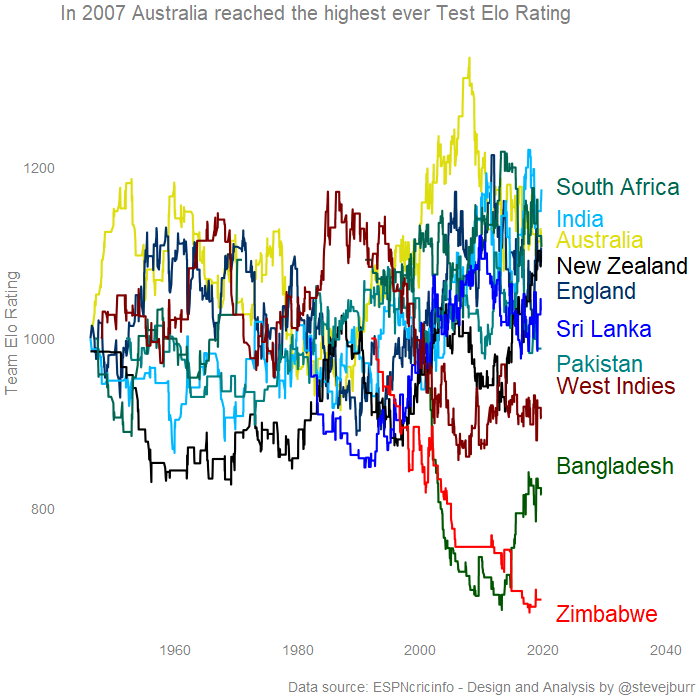 In 2007 Australia reached the highest ever Test Elo Rating
1200
1000
800
Team Elo Rating
South Africa
India
Australia
New Zealand
England
Sri Lanka
Pakistan
West Indies
Bangladesh
Zimbabwe
1960
1980
2000
2020
2040
Data source: ESPNcricinfo - Design and Analysis by @stevejburr